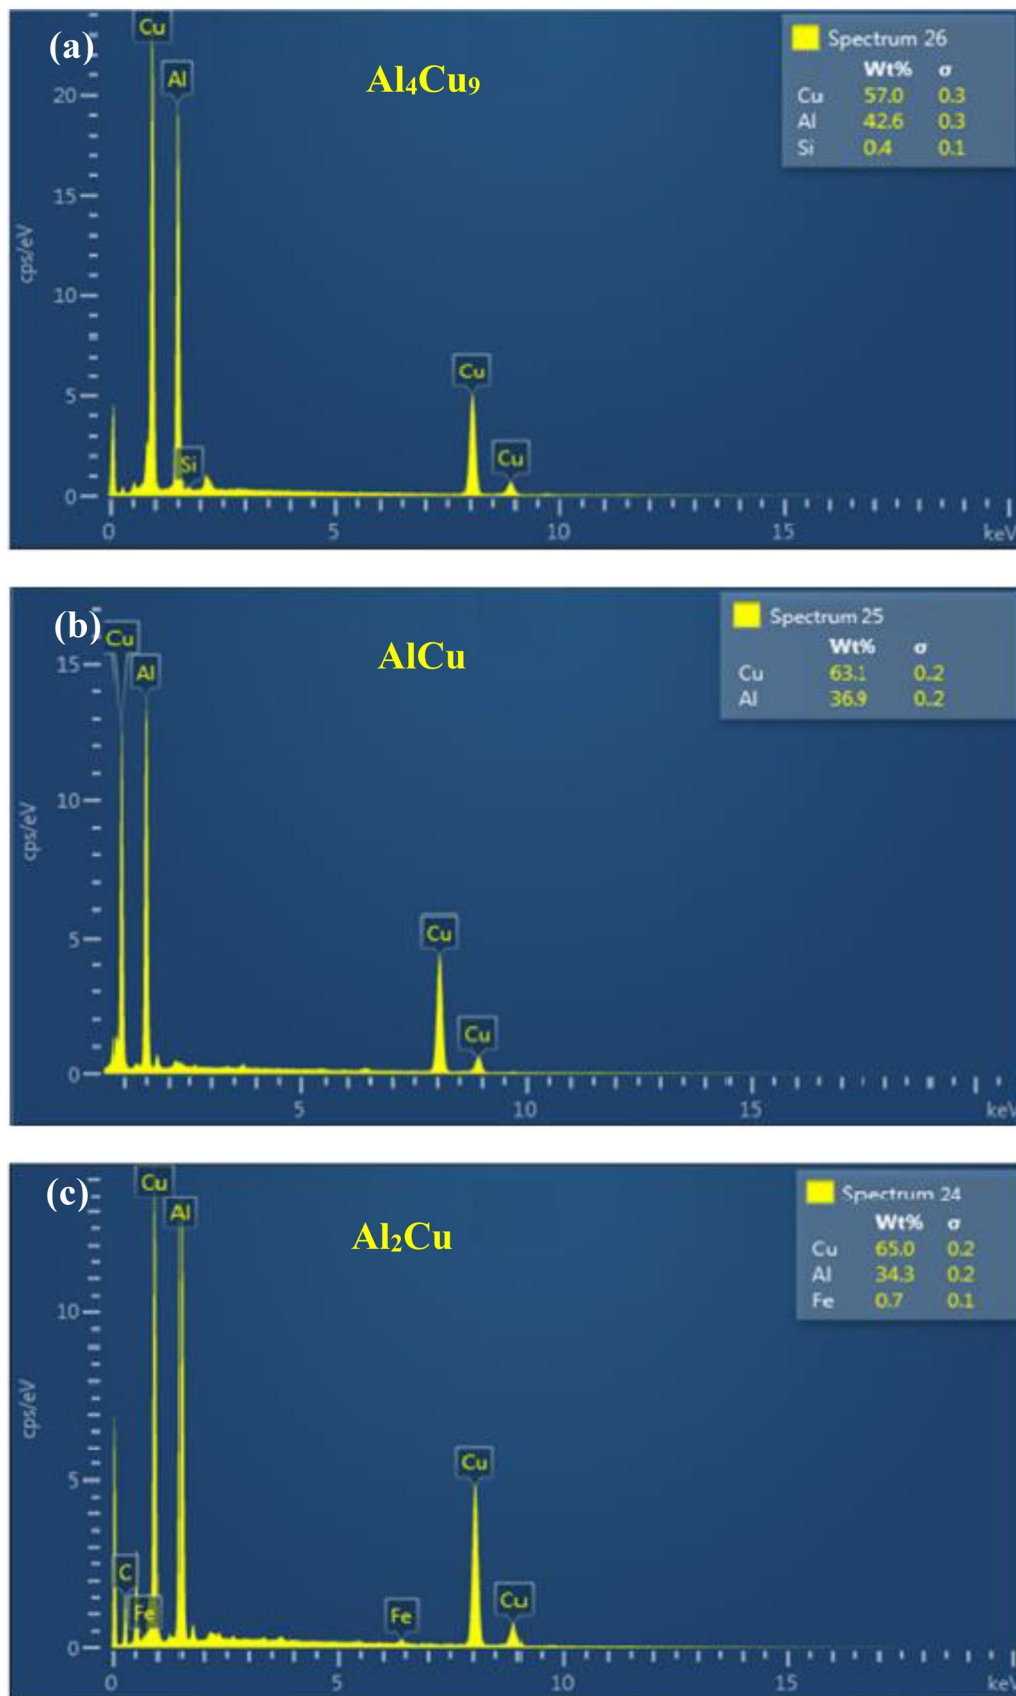 (a)
Cu
Al
Al₄Cu₉
Spectrum 26
Wt% σ
Cu 57.0 0.3
Al 42.6 0.3
Si 0.4 0.1
20
15
cps/eV
10
5
0
Si
Cu
Cu
0 5 10 15 keV
(b)
Cu
Al
AlCu
Spectrum 25
Wt% σ
Cu 63.1 0.2
Al 36.9 0.2
15
10
cps/eV
5
0
Cu
Cu
5 10 15 keV
(c)
Cu
Al
Al₂Cu
Spectrum 24
Wt% σ
Cu 65.0 0.2
Al 34.3 0.2
Fe 0.7 0.1
10
cps/eV
5
0
C
Fe
Fe
Cu
Cu
0 5 10 15 keV